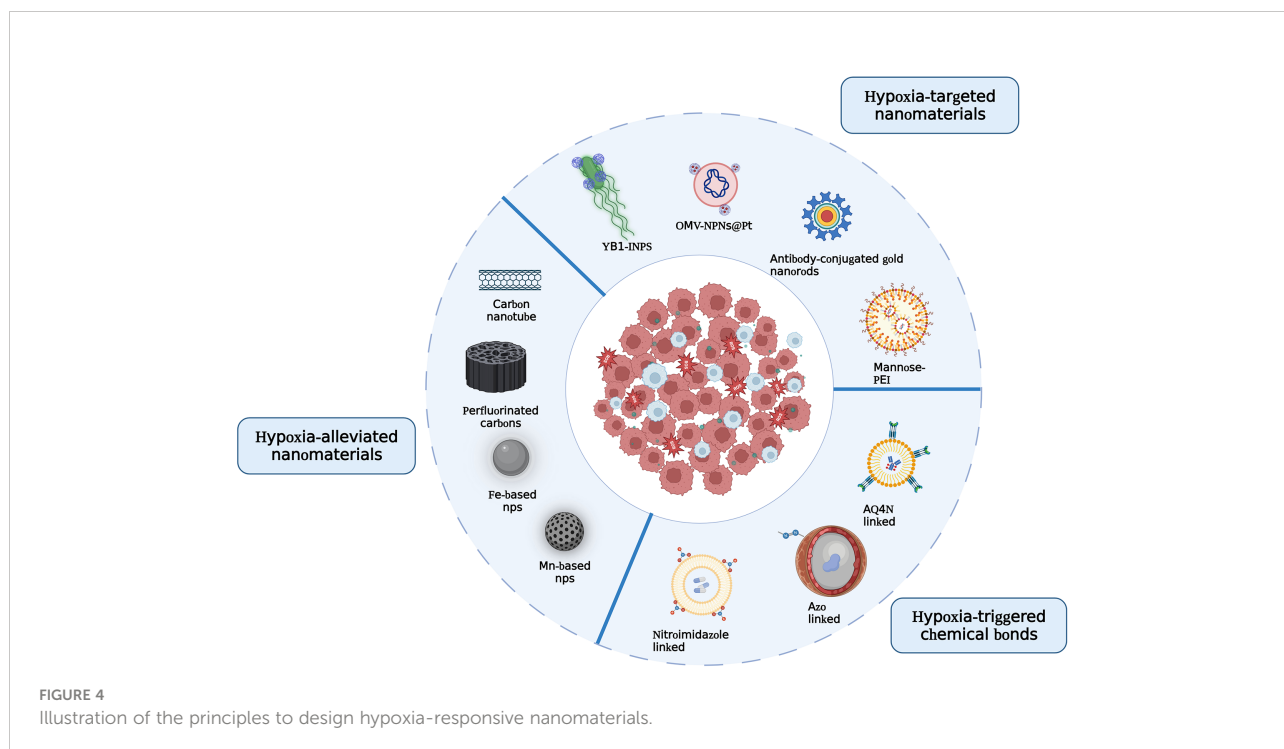 Hypoxia-targeted
nanomaterials
YB1-INPS
OMV-NPNs@Pt
Antibody-conjugated gold
nanorods
Mannose-
PEI
Carbon
nanotube
Perfluorinated
carbons
Fe-based
nps
Mn-based
nps
Hypoxia-alleviated
nanomaterials
AQ4N
linked
Azo
linked
Nitroimidazole
linked
Hypoxia-triggered
chemical bonds
FIGURE 4
Illustration of the principles to design hypoxia-responsive nanomaterials.